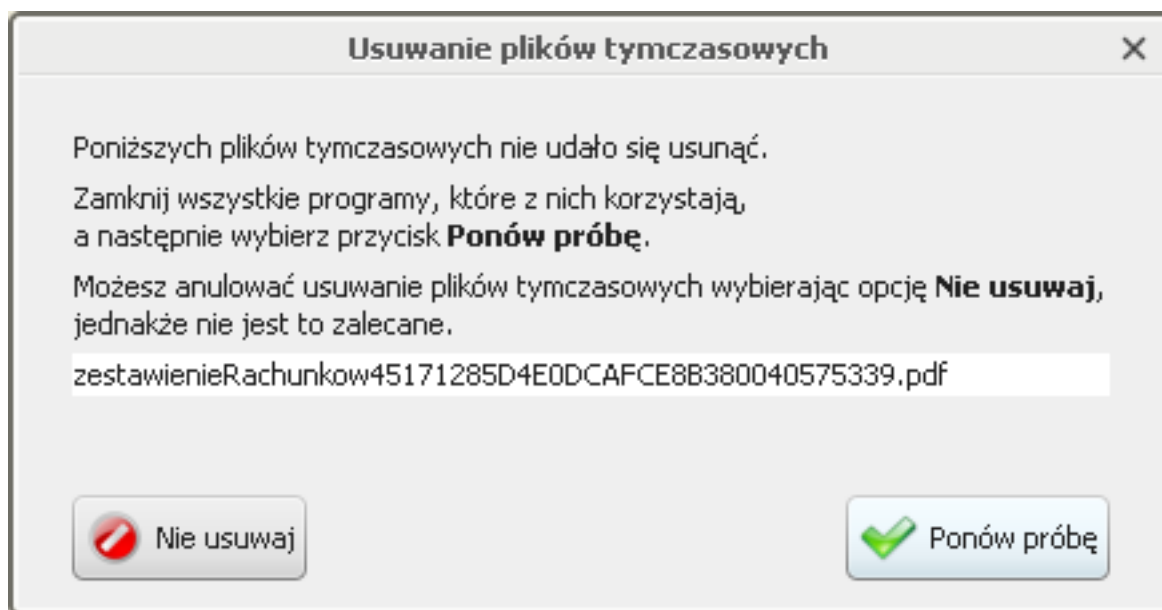 Usuwanie plików tymczasowych
Poniższych plików tymczasowych nie udało się usunąć.
Zamknij wszystkie programy, które z nich korzystają,
a następnie wybierz przycisk Ponów próbę.
Możesz anulować usuwanie plików tymczasowych wybierając opcję Nie usuwaj,
jednakże nie jest to zalecane.
zestawienieRachunkow45171285D4E0DCAFCE8B380040575339.pdf
Nie usuwaj
Ponów próbę